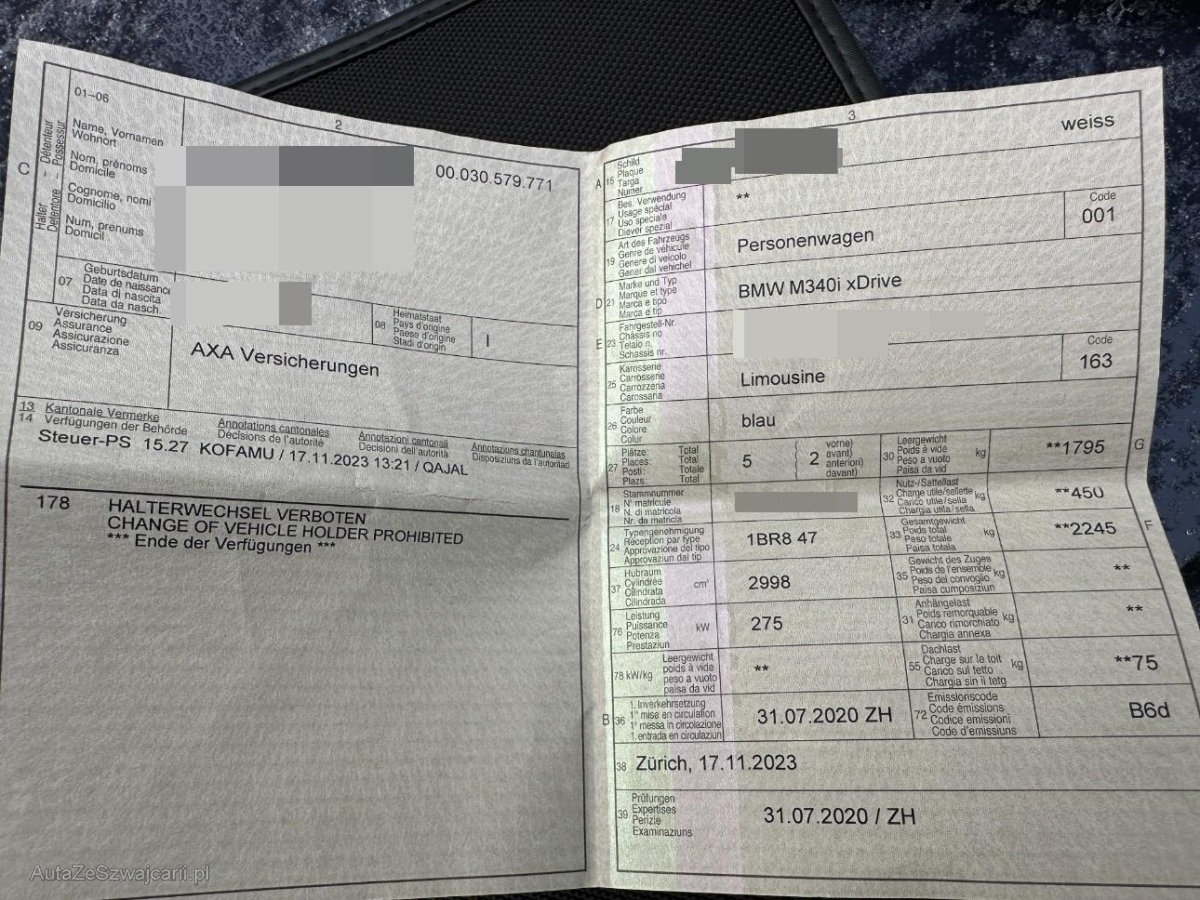 2
01-06
Name, Vornamen
Wohnort
Nom, prénoms
Domicile
Cognome, nomi
Domicilio
Num, prenums
Domicil
C
Halter - Détenteur
Detentore - Possessur
00.030.579.771
07
Geburtsdatum
Date de naissance
Data di nascita
Data da nasch.
08
Heimatstaat
Pays d'origine
Paese d'origine
Stadi d'origin
I
09
Versicherung
Assurance
Assicurazione
Assicuranza
AXA Versicherungen
13 Kantonale Vermerke Annotations cantonales Annotazioni cantonali Annotaziuns chantunalas
14 Verfügungen der Behörde Décisions de l'autorité Decisioni dell'autorità Disposiziuns da l'autoritad
Steuer-PS 15.27 KOFAMU / 17.11.2023 13:21 / QAJAL
178 HALTERWECHSEL VERBOTEN
CHANGE OF VEHICLE HOLDER PROHIBITED
*** Ende der Verfügungen ***
3
A 15
Schild
Plaque
Targa
Numer
weiss
17
Bes. Verwendung
Usage spécial
Uso speciale
Diever spezial
**
19
Art des Fahrzeugs
Genre de véhicule
Genere di veicolo
Gener dal vehichel
Personenwagen
Code
001
D 21
Marke und Typ
Marque et type
Marca e tipo
Marca e tip
BMW M340i xDrive
E 23
Fahrgestell-Nr.
Châssis no
Telaio n.
Schassis nr.
25
Karosserie
Carrosserie
Carrozzeria
Carossaria
Limousine
Code
163
26
Farbe
Couleur
Colore
Colur
blau
27
Plätze: Total
Places: Total
Posti: Totale
Plazs: Total
5
2
vorne)
avant)
anteriori)
davant)
30
Leergewicht
Poids à vide
Peso a vuoto
Paisa da vid
kg
**1795
G
18
Stammnummer
N° matricule
N. di matricola
Nr. da matricla
32
Nutz-/Sattellast
Charge utile/sellette
Carico utile/sella
Chargia utila/sella
kg
**450
24
Typengenehmigung
Réception par type
Approvazione del tipo
Approvaziun dal tip
1BR8 47
33
Gesamtgewicht
Poids total
Peso totale
Paisa totala
kg
**2245
F
37
Hubraum
Cylindrée
Cilindrata
Cilindrada
cm³
2998
35
Gewicht des Zuges
Poids de l'ensemble
Peso del convoglio
Paisa cumposiziun
kg
**
76
Leistung
Puissance
Potenza
Prestaziun
kW
275
31
Anhängelast
Poids remorquable
Carico rimorchiato
Chargia annexa
kg
**
78 kW/kg
Leergewicht
poids à vide
peso a vuoto
paisa da vid
**
55
Dachlast
Charge sur le toit
Carico sul tetto
Chargia sin il tetg
kg
**75
B 36
1. Inverkehrsetzung
1re mise en circulation
1a messa in circolazione
1. entrada en circulaziun
31.07.2020 ZH
72
Emissionscode
Code émissions
Codice emissioni
Code d'emissiuns
B6d
38 Zürich, 17.11.2023
39
Prüfungen
Expertises
Perizie
Examinaziuns
31.07.2020 / ZH
AutaZeSzwajcarii.pl